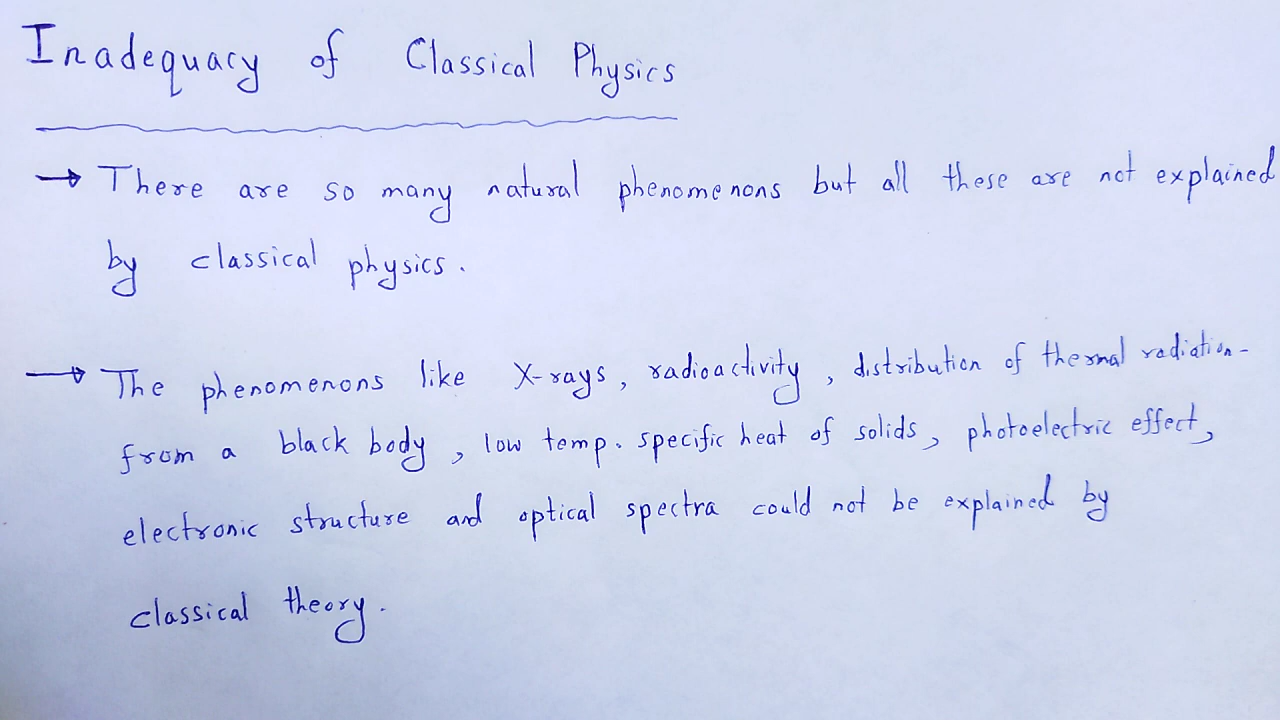 Inadequacy of Classical Physics
→ There are so many natural phenomenons but all these are not explained
by classical physics.
→ The phenomenons like X-rays, radioactivity, distribution of thermal radiation-
from a black body, low temp. specific heat of solids, photoelectric effect,
electronic structure and optical spectra could not be explained by
classical theory.